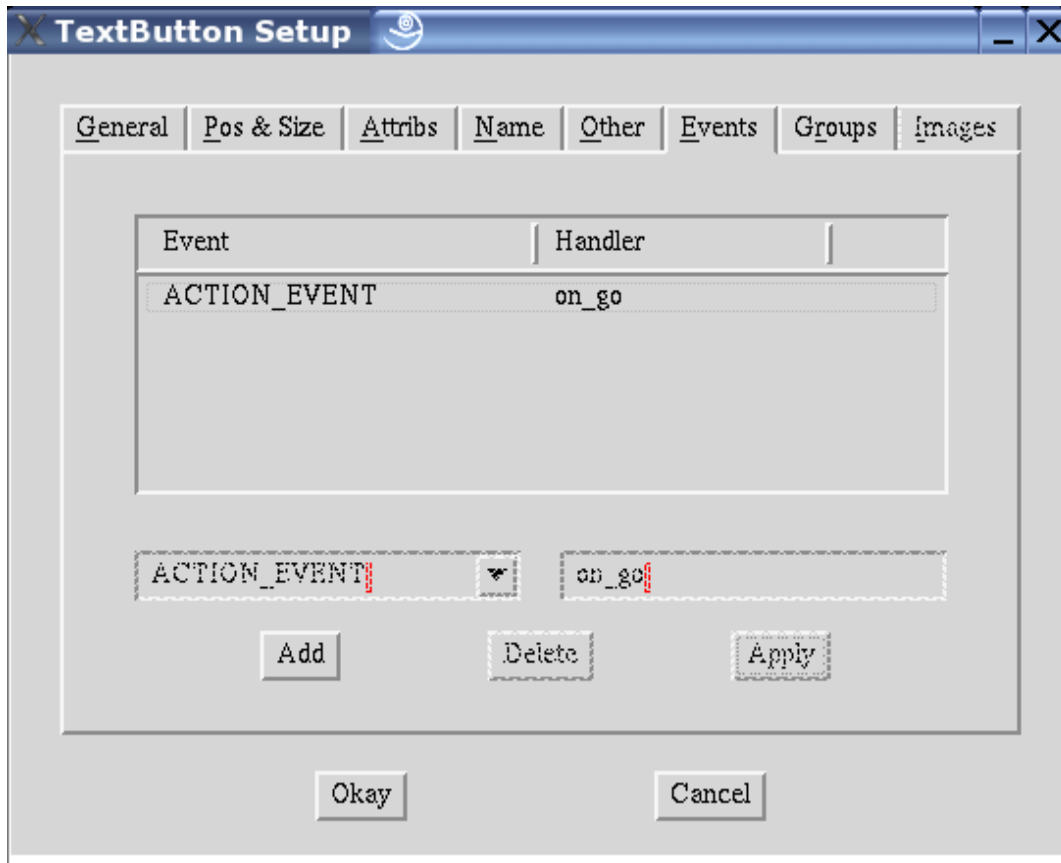 TextButton Setup
General Pos & Size Attribs Name Other Events Groups Images
Event Handler
ACTION_EVENT on_go
ACTION_EVENT on_go
Add Delete Apply
Okay Cancel